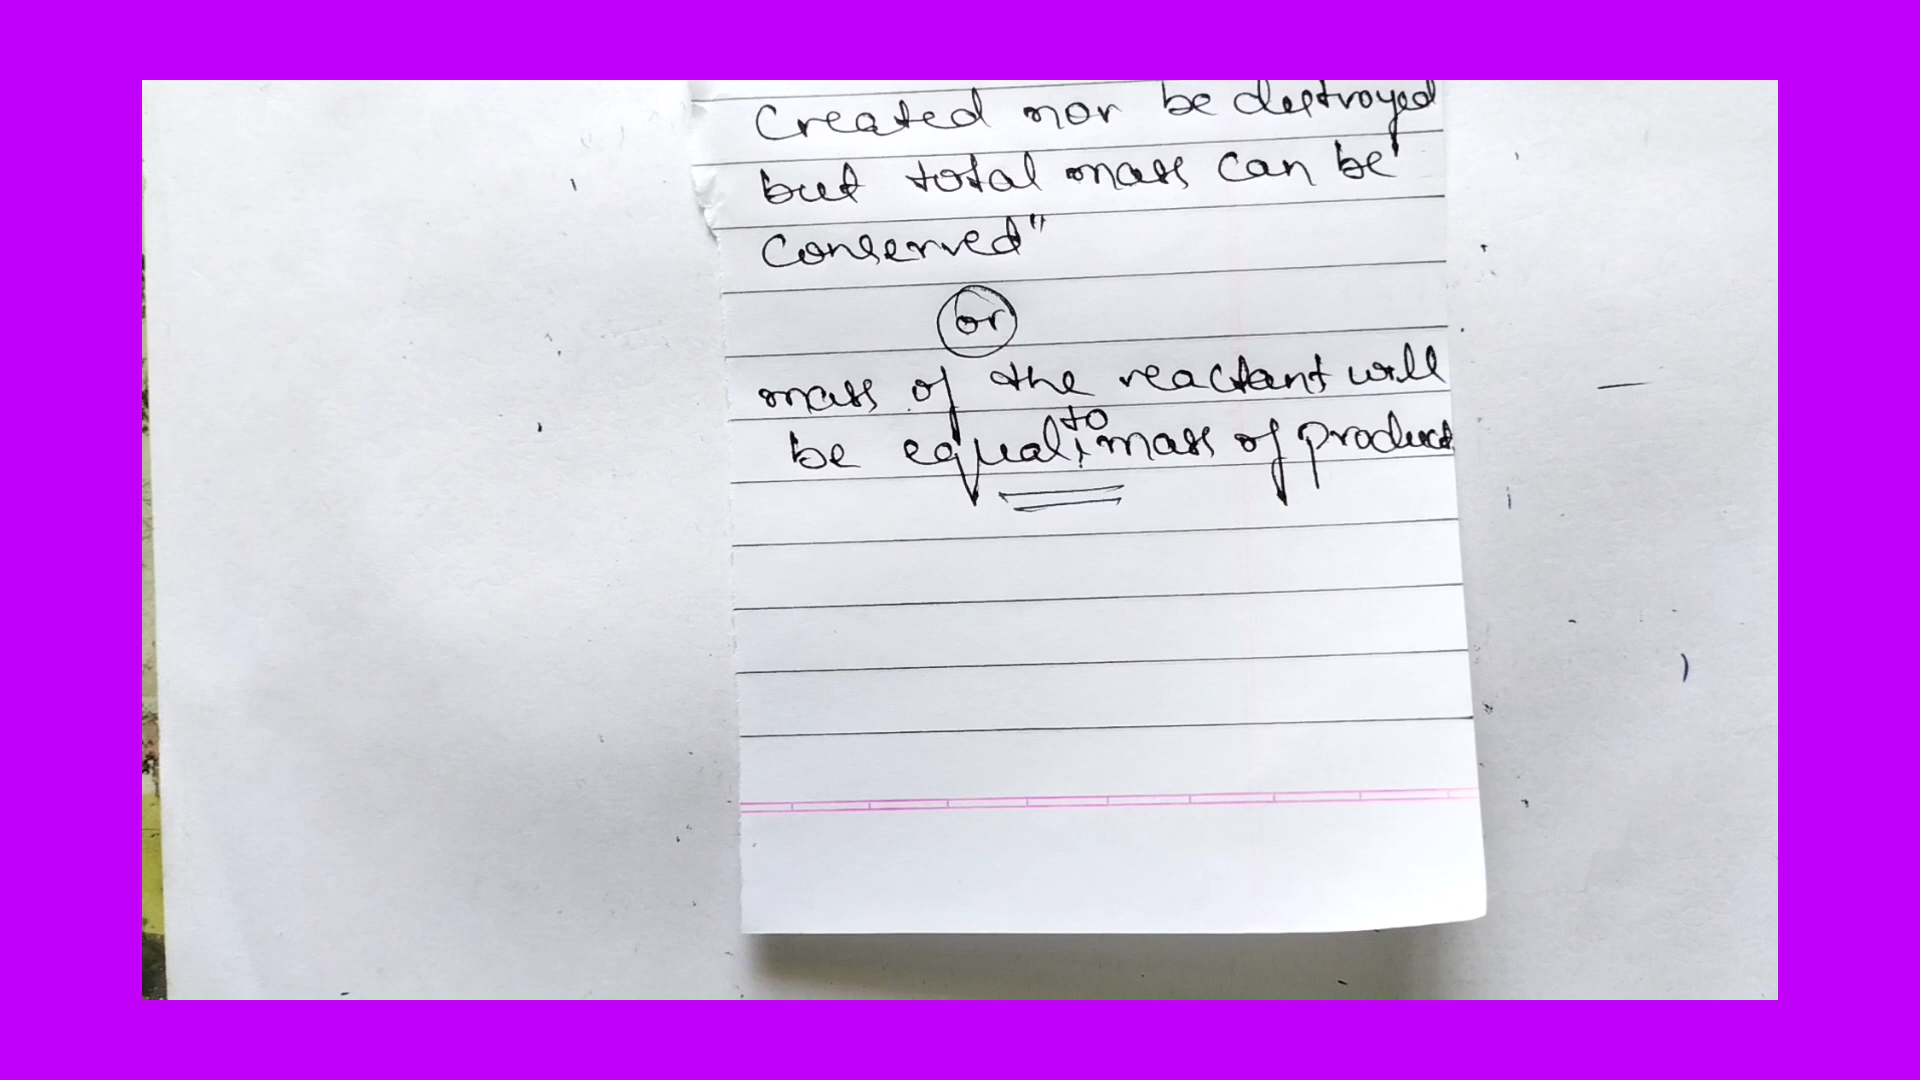 Created nor be destroyed
but total mass can be
Conserved"
or
mass of the reactant will
be equal to mass of product